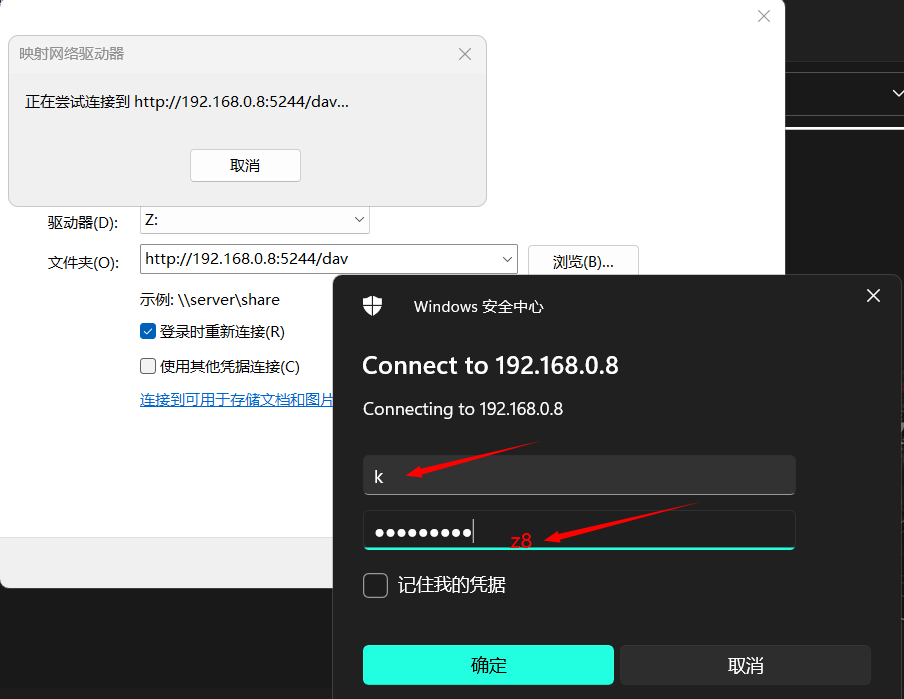 映射网络驱动器
正在尝试连接到 http://192.168.0.8:5244/dav...
取消
驱动器(D):
Z:
文件夹(O):
http://192.168.0.8:5244/dav
浏览(B)...
示例: \\server\share
登录时重新连接(R)
使用其他凭据连接(C)
连接到可用于存储文档和图片
Windows 安全中心
Connect to 192.168.0.8
Connecting to 192.168.0.8
k
●●●●●●●●●
z8
记住我的凭据
确定
取消